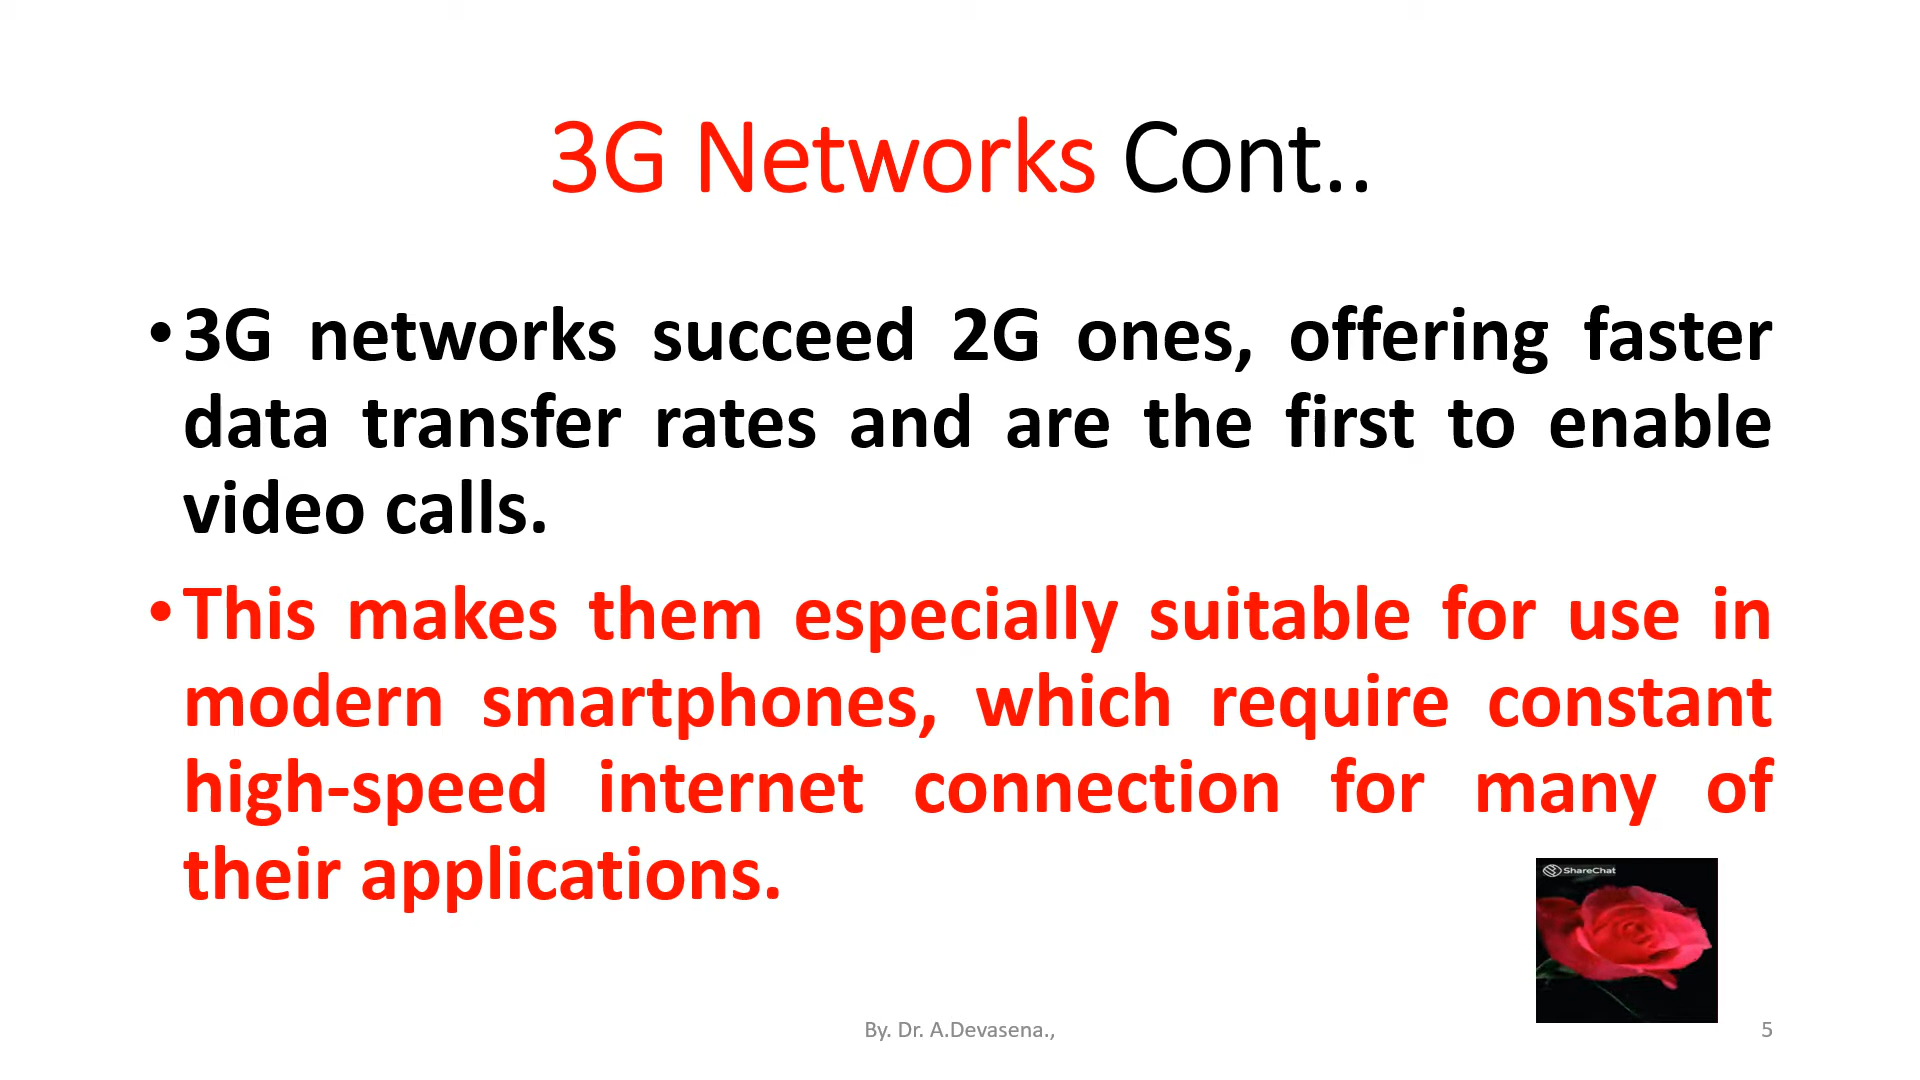 3G Networks Cont..
•3G networks succeed 2G ones, offering faster
data transfer rates and are the first to enable
video calls.
•This makes them especially suitable for use in
modern smartphones, which require constant
high-speed internet connection for many of
their applications.
ShareChat
By. Dr. A.Devasena.,
5